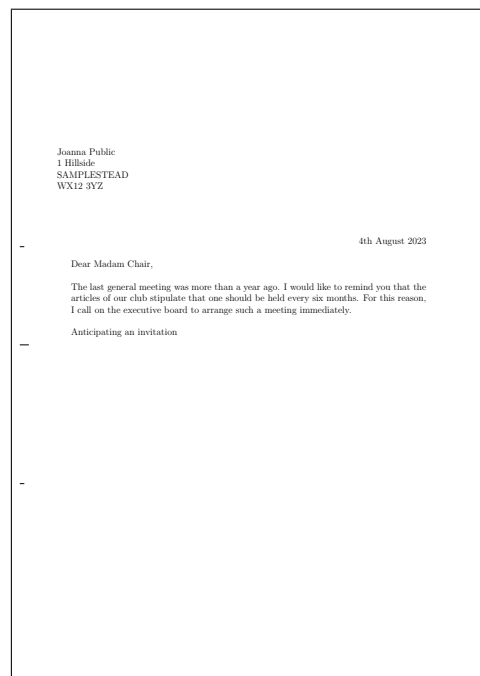 Joanna Public
1 Hillside
SAMPLESTEAD
WX12 3YZ
4th August 2023
Dear Madam Chair,
The last general meeting was more than a year ago. I would like to remind you that the
articles of our club stipulate that one should be held every six months. For this reason,
I call on the executive board to arrange such a meeting immediately.
Anticipating an invitation